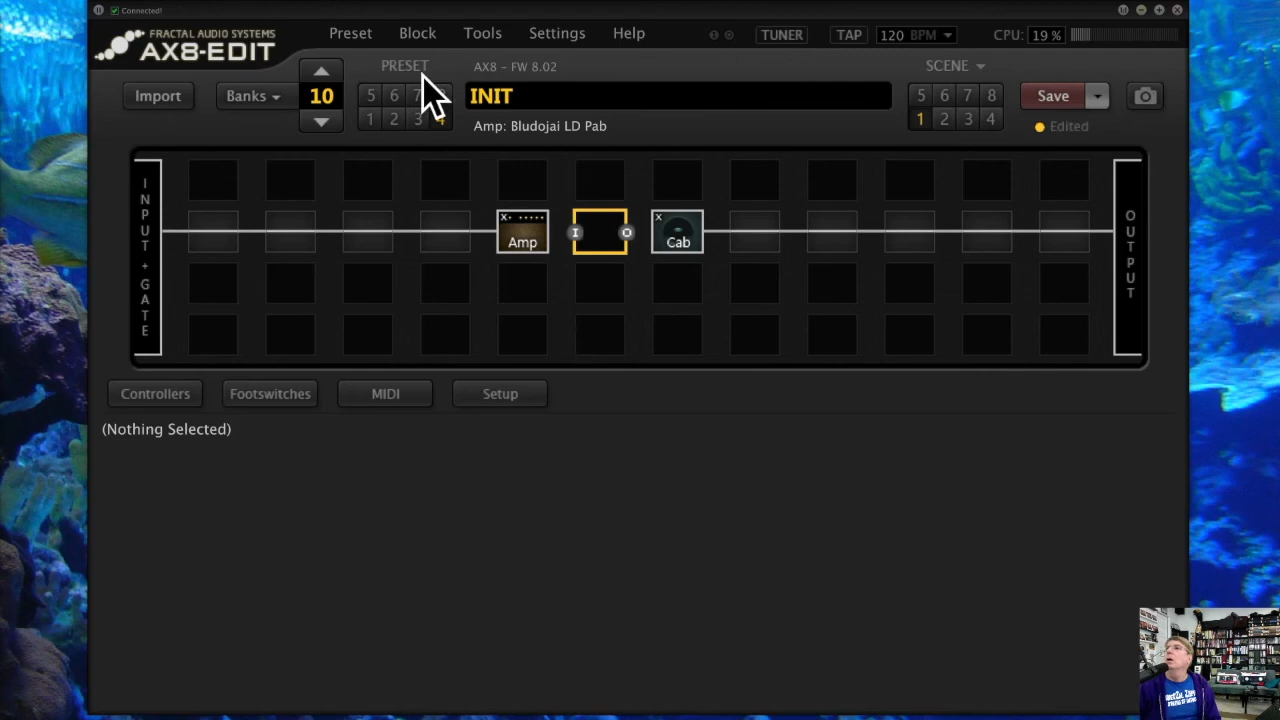 Connected!
FRACTAL AUDIO SYSTEMS
AX8-EDIT
Preset Block Tools Settings Help
TUNER TAP 120 BPM CPU: 19 %
PRESET
AX8 – FW 8.02
SCENE
Import Banks 10
5 6 7
1 2 3 4
INIT
5 6 7 8
1 2 3 4
Save
Amp: Bludojai LD Pab
Edited
INPUT + GATE
Amp
I
O
X
Cab
OUTPUT
Controllers Footswitches MIDI Setup
(Nothing Selected)